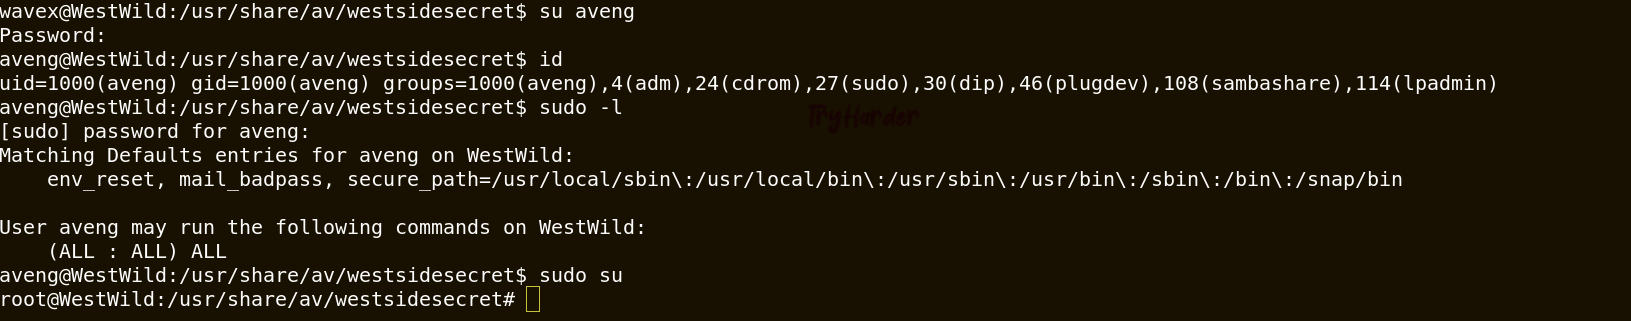 wavex@WestWild:/usr/share/av/westsidesecret$ su aveng
Password:
aveng@WestWild:/usr/share/av/westsidesecret$ id
uid=1000(aveng) gid=1000(aveng) groups=1000(aveng),4(adm),24(cdrom),27(sudo),30(dip),46(plugdev),108(sambashare),114(lpadmin)
aveng@WestWild:/usr/share/av/westsidesecret$ sudo -l
TryHarder
[sudo] password for aveng:
Matching Defaults entries for aveng on WestWild:
    env_reset, mail_badpass, secure_path=/usr/local/sbin\:/usr/local/bin\:/usr/sbin\:/usr/bin\:/sbin\:/bin\:/snap/bin

User aveng may run the following commands on WestWild:
    (ALL : ALL) ALL
aveng@WestWild:/usr/share/av/westsidesecret$ sudo su
root@WestWild:/usr/share/av/westsidesecret#